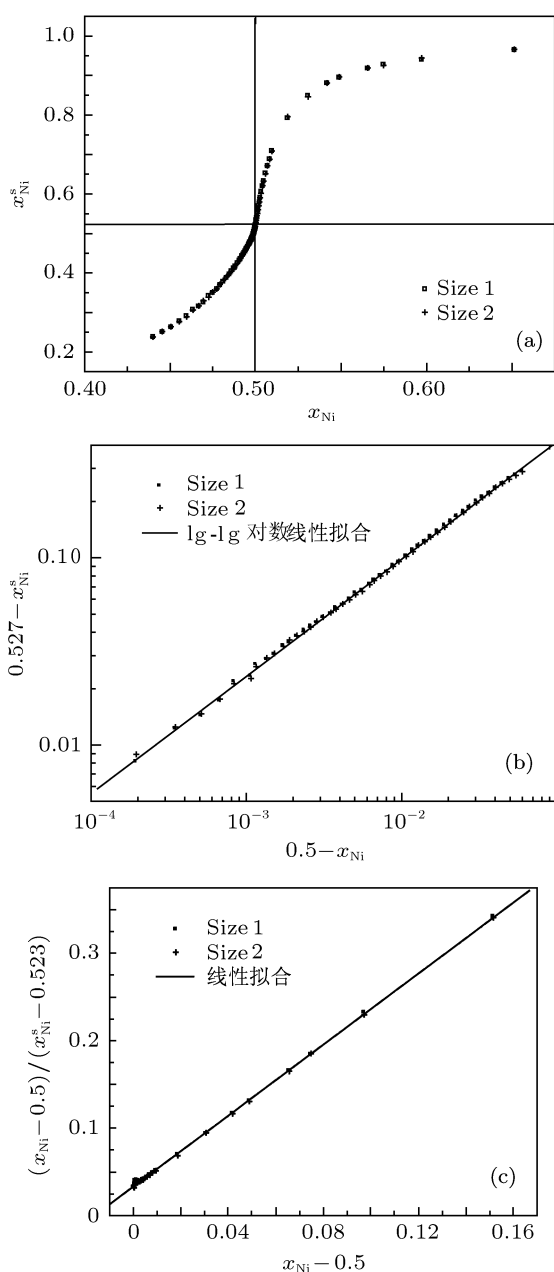 1.0
0.8
0.6
0.4
0.2
x^s_Ni
Size 1
Size 2
(a)
0.40 0.50 0.60
x_Ni
Size 1
Size 2
lg-lg 对数线性拟合
0.10
0.01
0.527−x^s_Ni
(b)
10^−4 10^−3 10^−2
0.5−x_Ni
Size 1
Size 2
线性拟合
0.3
0.2
0.1
0
(x_Ni−0.5)/(x^s_Ni−0.523)
(c)
0 0.04 0.08 0.12 0.16
x_Ni−0.5